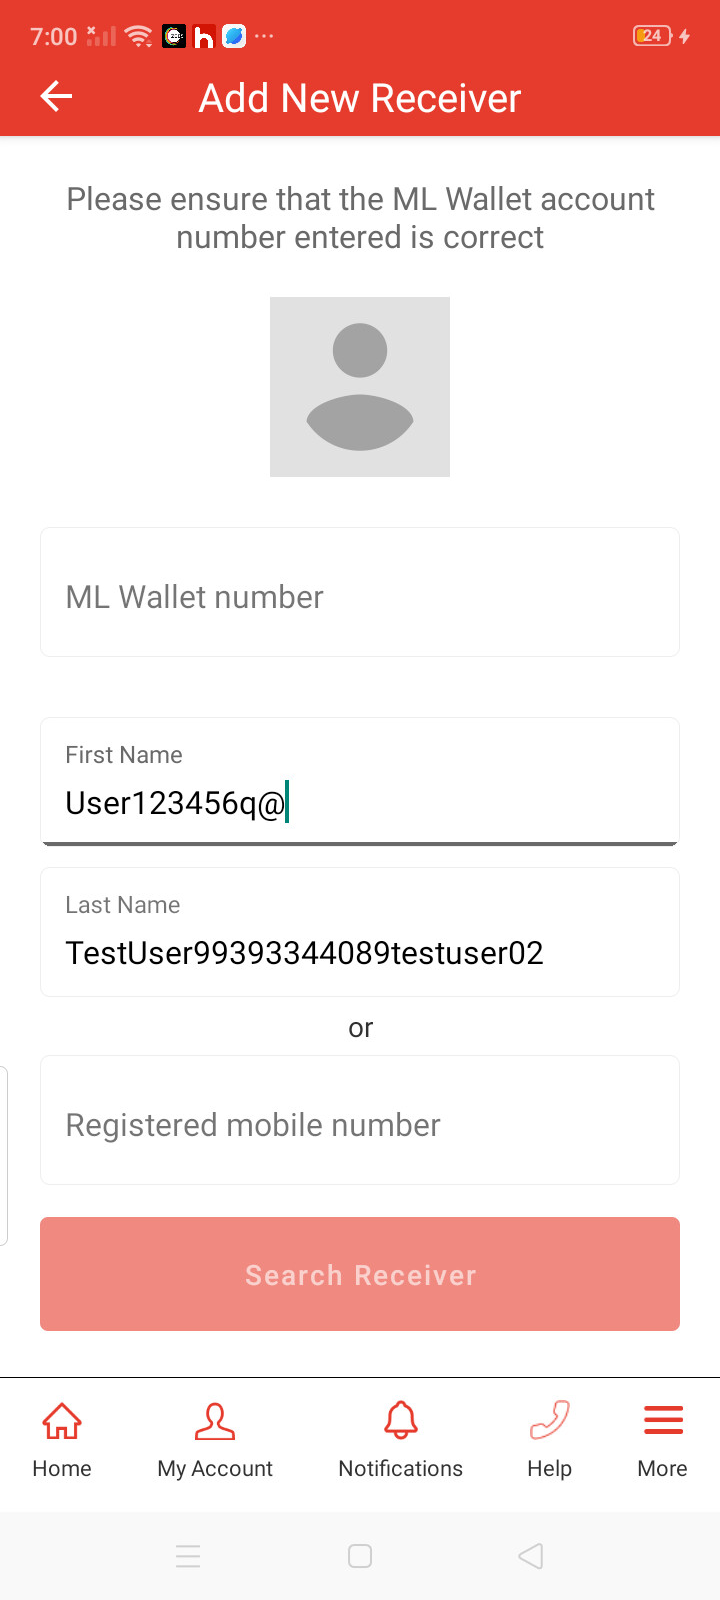 7:00
24
Add New Receiver
Please ensure that the ML Wallet account
number entered is correct
ML Wallet number
First Name
User123456q@
Last Name
TestUser99393344089testuser02
or
Registered mobile number
Search Receiver
Home My Account Notifications Help More